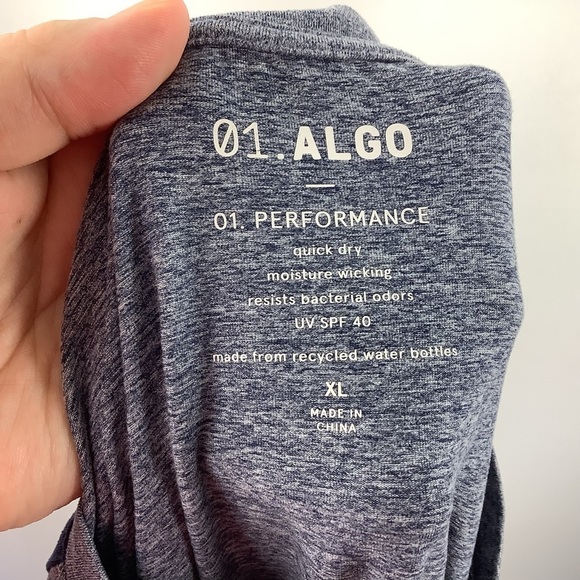 01.ALGO
01. PERFORMANCE
quick dry
moisture wicking
resists bacterial odors
UV SPF 40
made from recycled water bottles
XL
MADE IN
CHINA